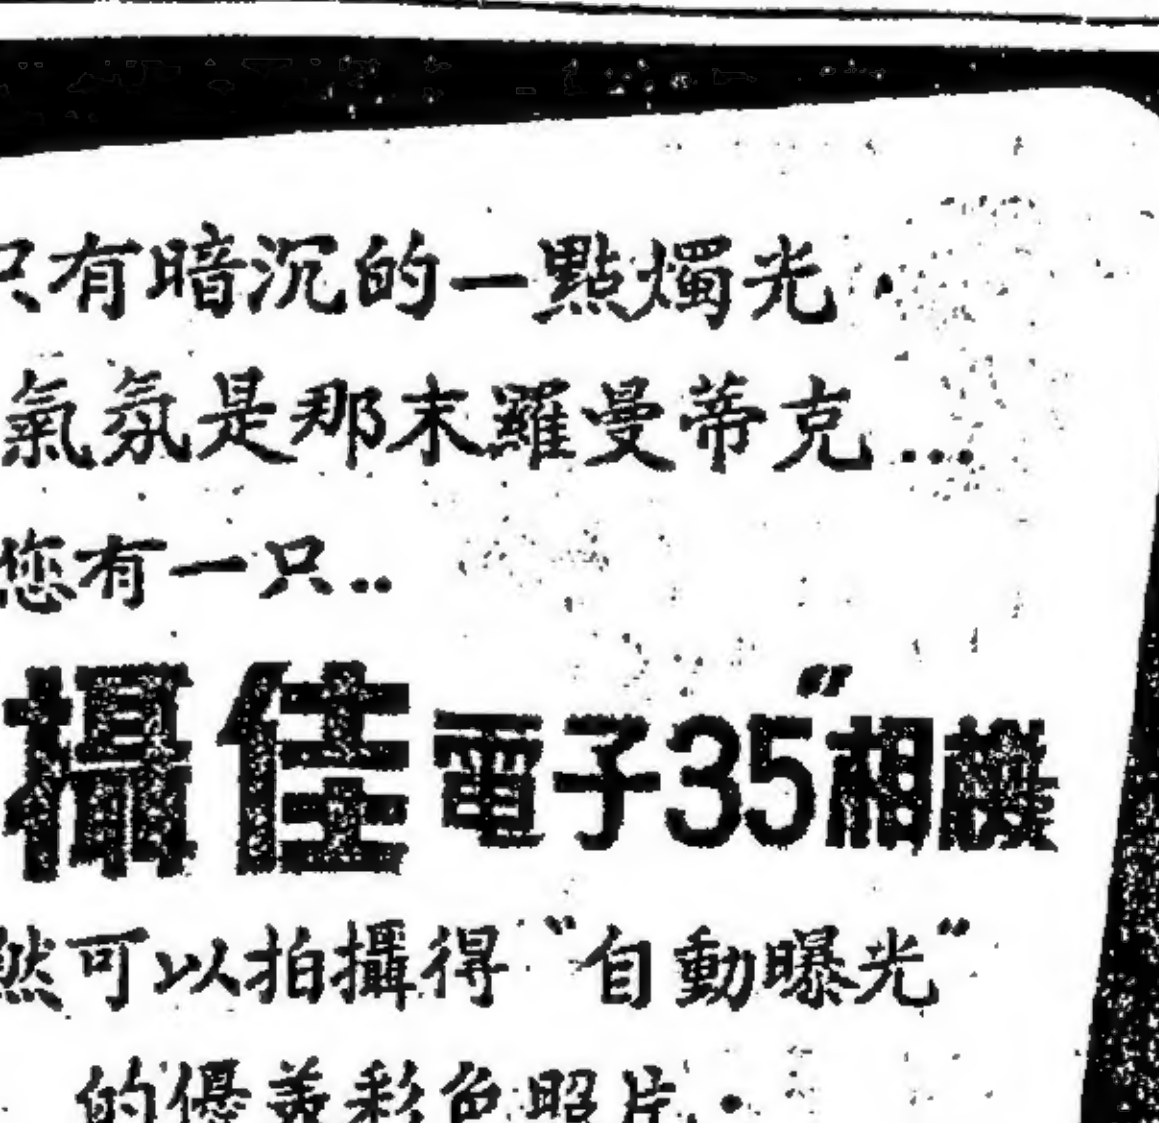 只有暗沉的一點燭光·
氣氛是那末羅曼蒂克...
您有一只..
攝佳電子35"相機
然可以拍攝得“自動曝光”
的優美彩色照片·